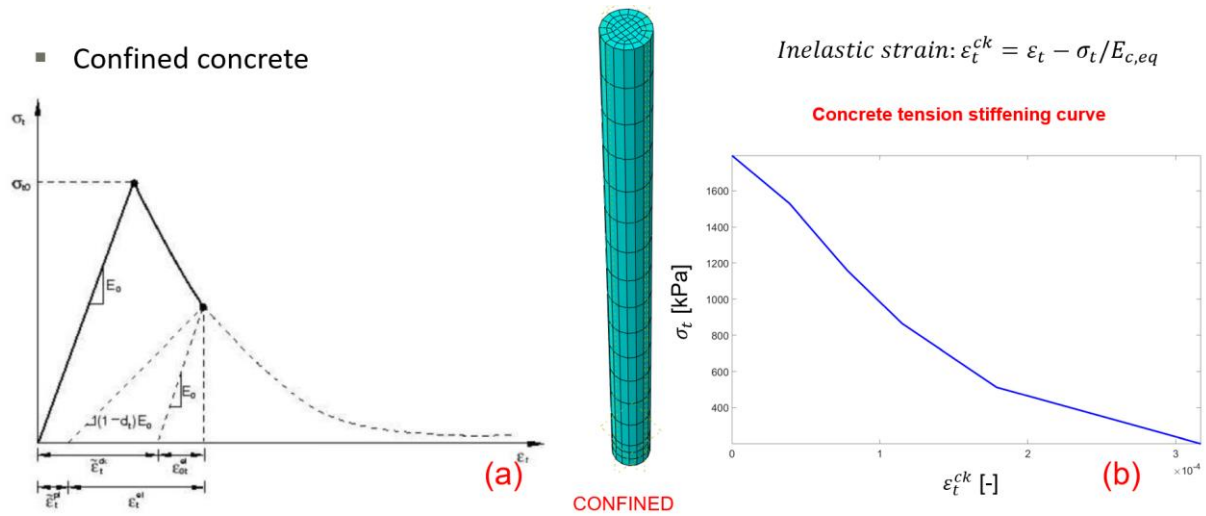 ▪ Confined concrete
σₜ
σₜ₀
E₀
E₀
(1−dₜ)E₀
ε̃ₜᶜᵏ
ε₀ₜᵉˡ
εₜ
ε̃ₜᵖˡ
εₜᵉˡ
(a)
CONFINED
Inelastic strain: εₜᶜᵏ = εₜ − σₜ/E_c,eq
Concrete tension stiffening curve
1600
1400
1200
1000
800
600
400
σₜ [kPa]
0
1
2
3
×10⁻⁴
εₜᶜᵏ [-]
(b)